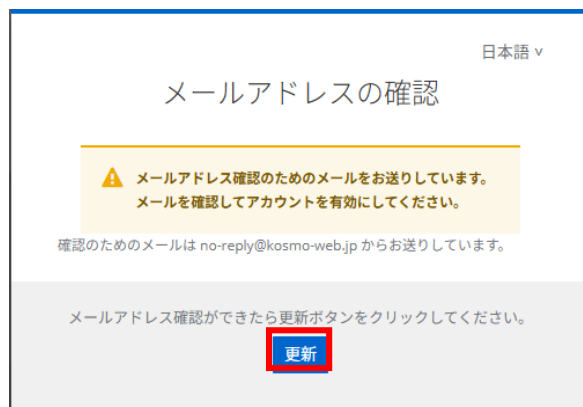 日本語 ˅
メールアドレスの確認
メールアドレス確認のためのメールをお送りしています。
メールを確認してアカウントを有効にしてください。
確認のためのメールは no-reply@kosmo-web.jp からお送りしています。
メールアドレス確認ができたら更新ボタンをクリックしてください。
更新